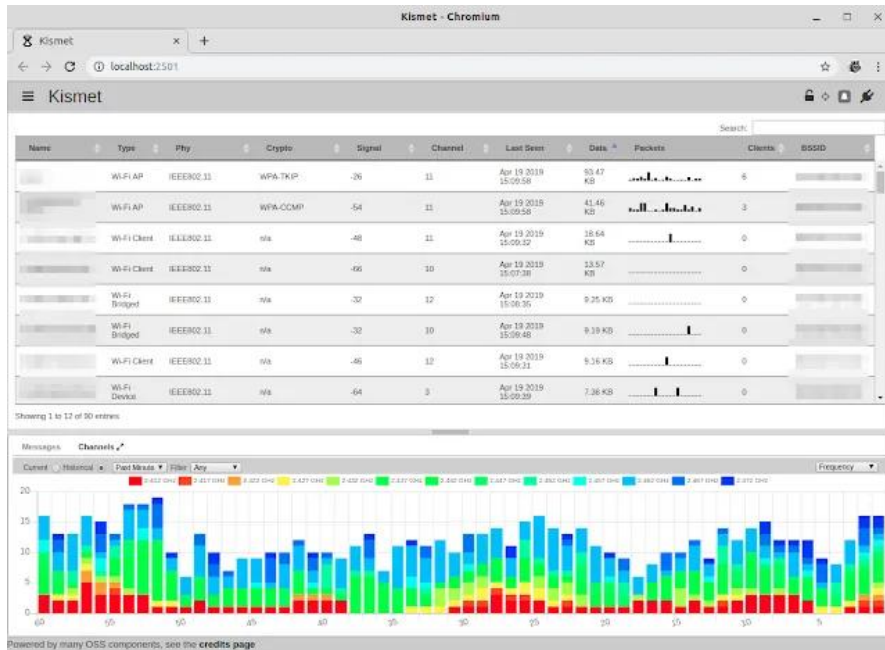 Kismet - Chromium
Kismet
localhost:2501
Kismet
Search:
Name Type Phy Crypto Signal Channel Last Seen Data Packets Clients BSSID
Wi-Fi AP IEEE802.11 WPA-TKIP -26 11 Apr 19 2019 15:09:58 93.47 KB 6
Wi-Fi AP IEEE802.11 WPA-CCMP -54 11 Apr 19 2019 15:09:58 41.46 KB 3
Wi-Fi Client IEEE802.11 n/a -48 11 Apr 19 2019 15:09:32 18.64 KB 0
Wi-Fi Client IEEE802.11 n/a -66 10 Apr 19 2019 15:07:38 13.57 KB 0
Wi-Fi Bridged IEEE802.11 n/a -32 12 Apr 19 2019 15:08:35 9.25 KB 0
Wi-Fi Bridged IEEE802.11 n/a -32 10 Apr 19 2019 15:09:48 9.19 KB 0
Wi-Fi Client IEEE802.11 n/a -46 12 Apr 19 2019 15:09:21 9.16 KB 0
Wi-Fi Device IEEE802.11 n/a -64 3 Apr 19 2019 15:09:39 7.36 KB 0
Showing 1 to 12 of 90 entries
Messages Channels
Current Historical Past Minute Filter Any Frequency
20
15
10
5
0
60 55 50 45 40 35 30 25 20 15 10 5
Powered by many OSS components, see the credits page